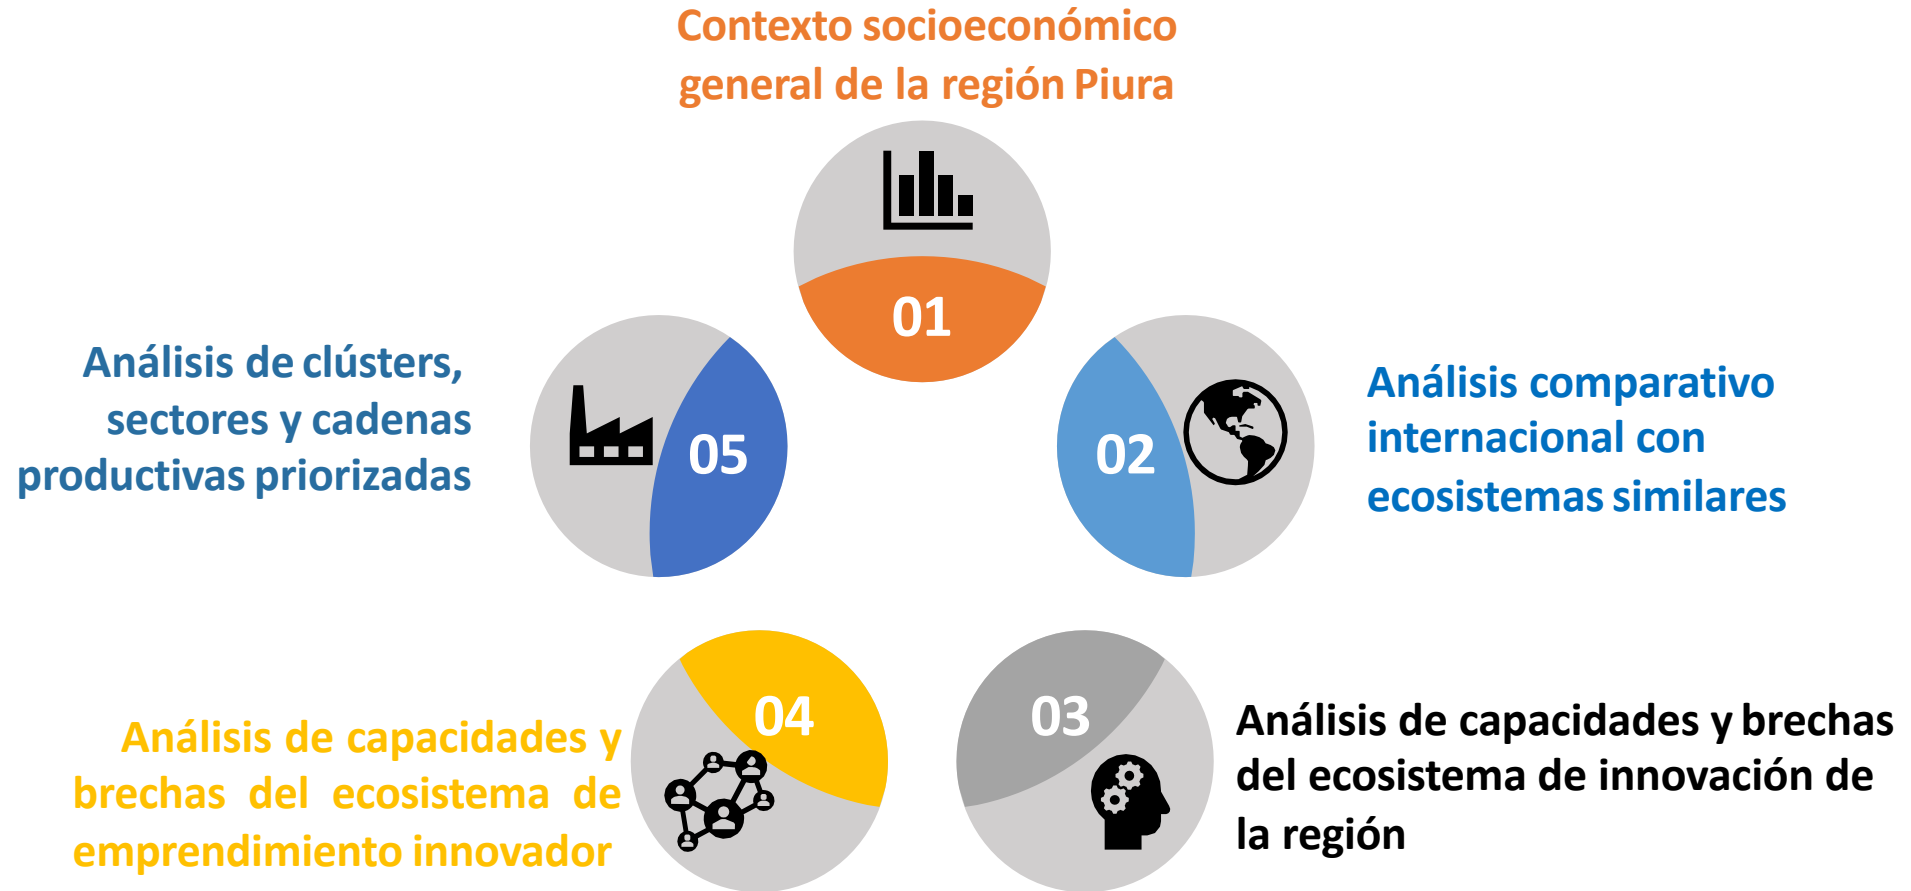 Contexto socioeconómico
general de la región Piura
01
Análisis comparativo
internacional con
ecosistemas similares
02
Análisis de capacidades y brechas
del ecosistema de innovación de
la región
03
Análisis de capacidades y
brechas del ecosistema de
emprendimiento innovador
04
Análisis de clústers,
sectores y cadenas
productivas priorizadas
05